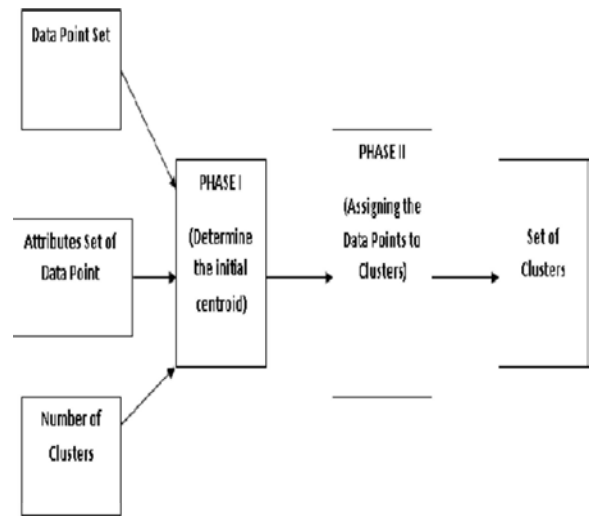 Data Point Set
Attributes Set of
Data Point
Number of
Clusters
PHASE I
(Determine
the initial
centroid)
PHASE II
(Assigning the
Data Points to
Clusters)
Set of
Clusters